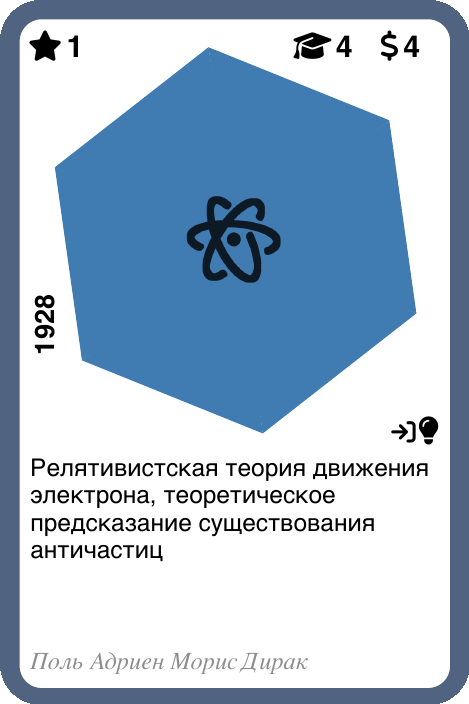 1 4 $4
1928
Релятивистская теория движения
электрона, теоретическое
предсказание существования
античастиц
Поль Адриен Морис Дирак